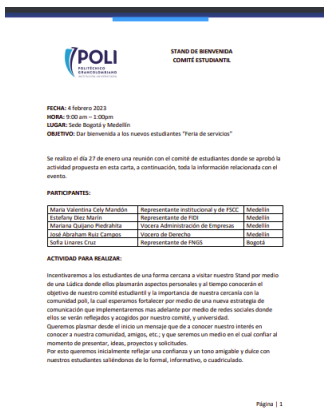 POLI
POLITÉCNICO
GRANCOLOMBIANO
STAND DE BIENVENIDA
COMITÉ ESTUDIANTIL
FECHA: 4 febrero 2023
HORA: 9:00 am – 1:00pm
LUGAR: Sede Bogotá y Medellín
OBJETIVO: Dar bienvenida a los nuevos estudiantes "Feria de servicios"
Se realizo el día 27 de enero una reunión con el comité de estudiantes donde se aprobó la
actividad propuesta en esta carta, a continuación, toda la información relacionada con el
evento.
PARTICIPANTES:
Maria Valentina Cely Mandón Representante institucional y de FSCC Medellín
Estefany Diez Marín Representante de FIDI Medellín
Mariana Quijano Piedrahita Vocera Administración de Empresas Medellín
José Abraham Ruiz Campos Vocero de Derecho Medellín
Sofía Linares Cruz Representante de FNGS Bogotá
ACTIVIDAD PARA REALIZAR:
Incentivaremos a los estudiantes de una forma cercana a visitar nuestro Stand por medio
de una Lúdica donde ellos plasmarán aspectos personales y al tiempo conocerán el
objetivo de nuestro comité estudiantil y la importancia de nuestra cercanía con la
comunidad poli, la cual esperamos fortalecer por medio de una nueva estrategia de
comunicación que implementaremos mas adelante por medio de redes sociales donde
ellos se verán reflejados y acogidos por nuestro comité, y universidad.
Queremos plasmar desde el inicio un mensaje que de a conocer nuestro interés en
conocer a nuestra comunidad, amigos, etc.; y que seremos un medio en el cual confiar al
momento de presentar, ideas, proyectos y solicitudes.
Por esto queremos inicialmente reflejar una confianza y un tono amigable y dulce con
nuestros estudiantes saliéndonos de lo formal, informativo, o cuadriculado.
Página | 1